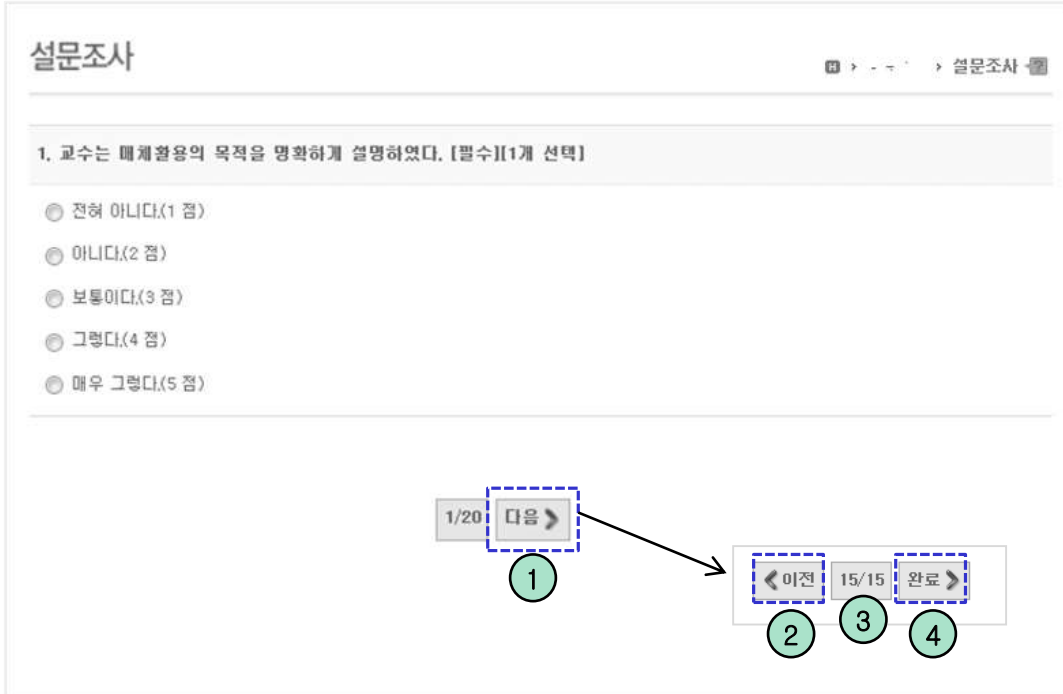 설문조사
H > > 설문조사 ?
1. 교수는 매체활용의 목적을 명확하게 설명하였다. [필수][1개 선택]
전혀 아니다.(1 점)
아니다.(2 점)
보통이다.(3 점)
그렇다.(4 점)
매우 그렇다.(5 점)
1/20 다음
1
이전 15/15 완료
2 3 4